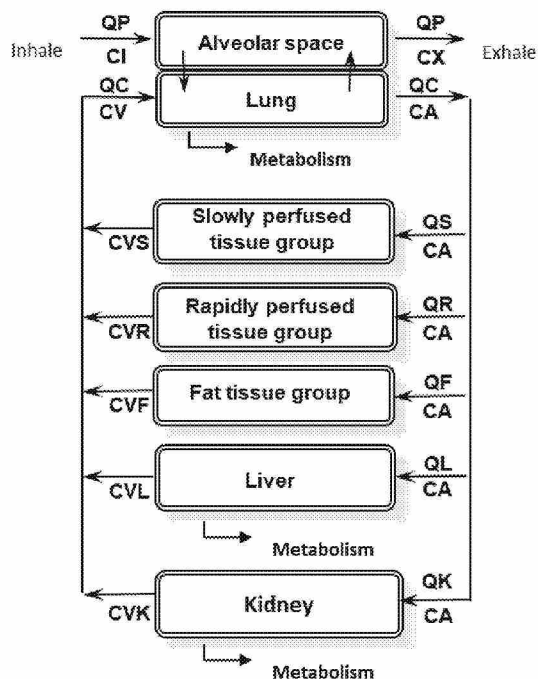 QP
QP
Inhale
Alveolar space
Exhale
CI
CX
QC
QC
CV
Lung
CA
Metabolism
Slowly perfused
tissue group
QS
CVS
CA
Rapidly perfused
tissue group
QR
CVR
CA
Fat tissue group
QF
CVF
CA
Liver
QL
CVL
CA
Metabolism
Kidney
QK
CVK
CA
Metabolism